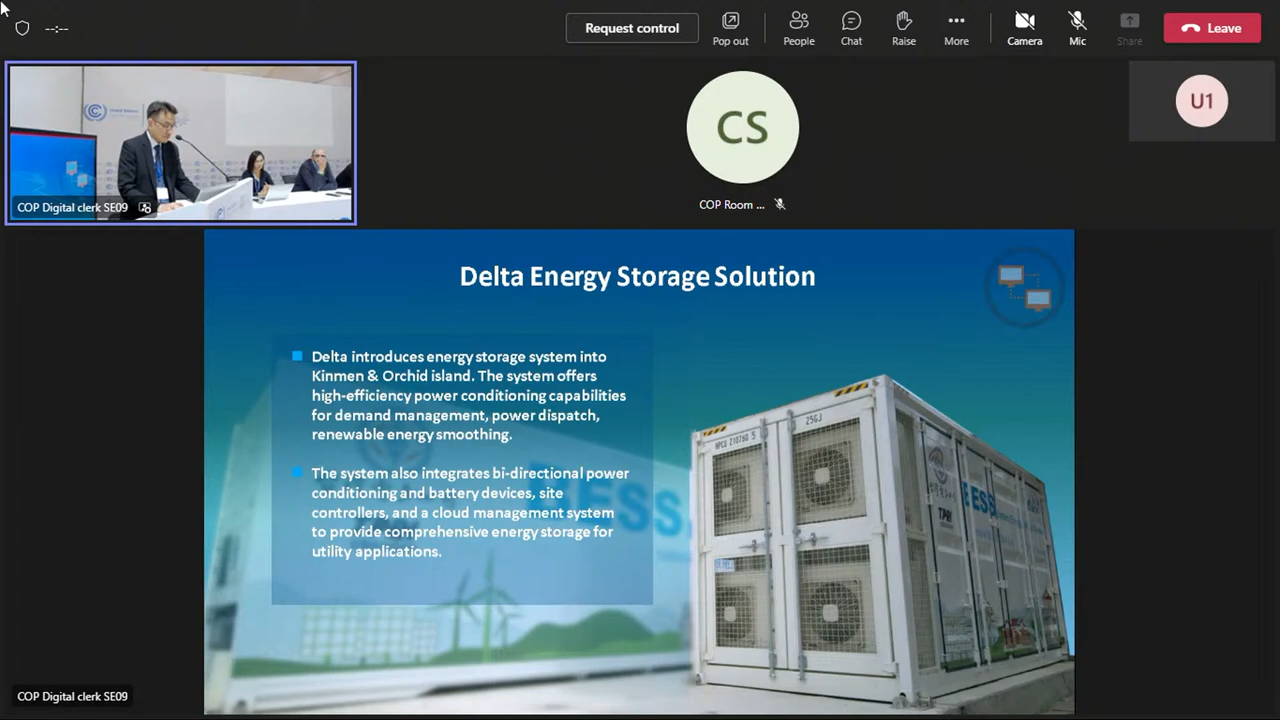 --:--
Request control
Pop out
People
Chat
Raise
More
Camera
Mic
Share
Leave
COP Digital clerk SE09
CS
COP Room ...
U1
Delta Energy Storage Solution
Delta introduces energy storage system into
Kinmen & Orchid island. The system offers
high-efficiency power conditioning capabilities
for demand management, power dispatch,
renewable energy smoothing.
The system also integrates bi-directional power
conditioning and battery devices, site
controllers, and a cloud management system
to provide comprehensive energy storage for
utility applications.
25GJ
ESS
COP Digital clerk SE09